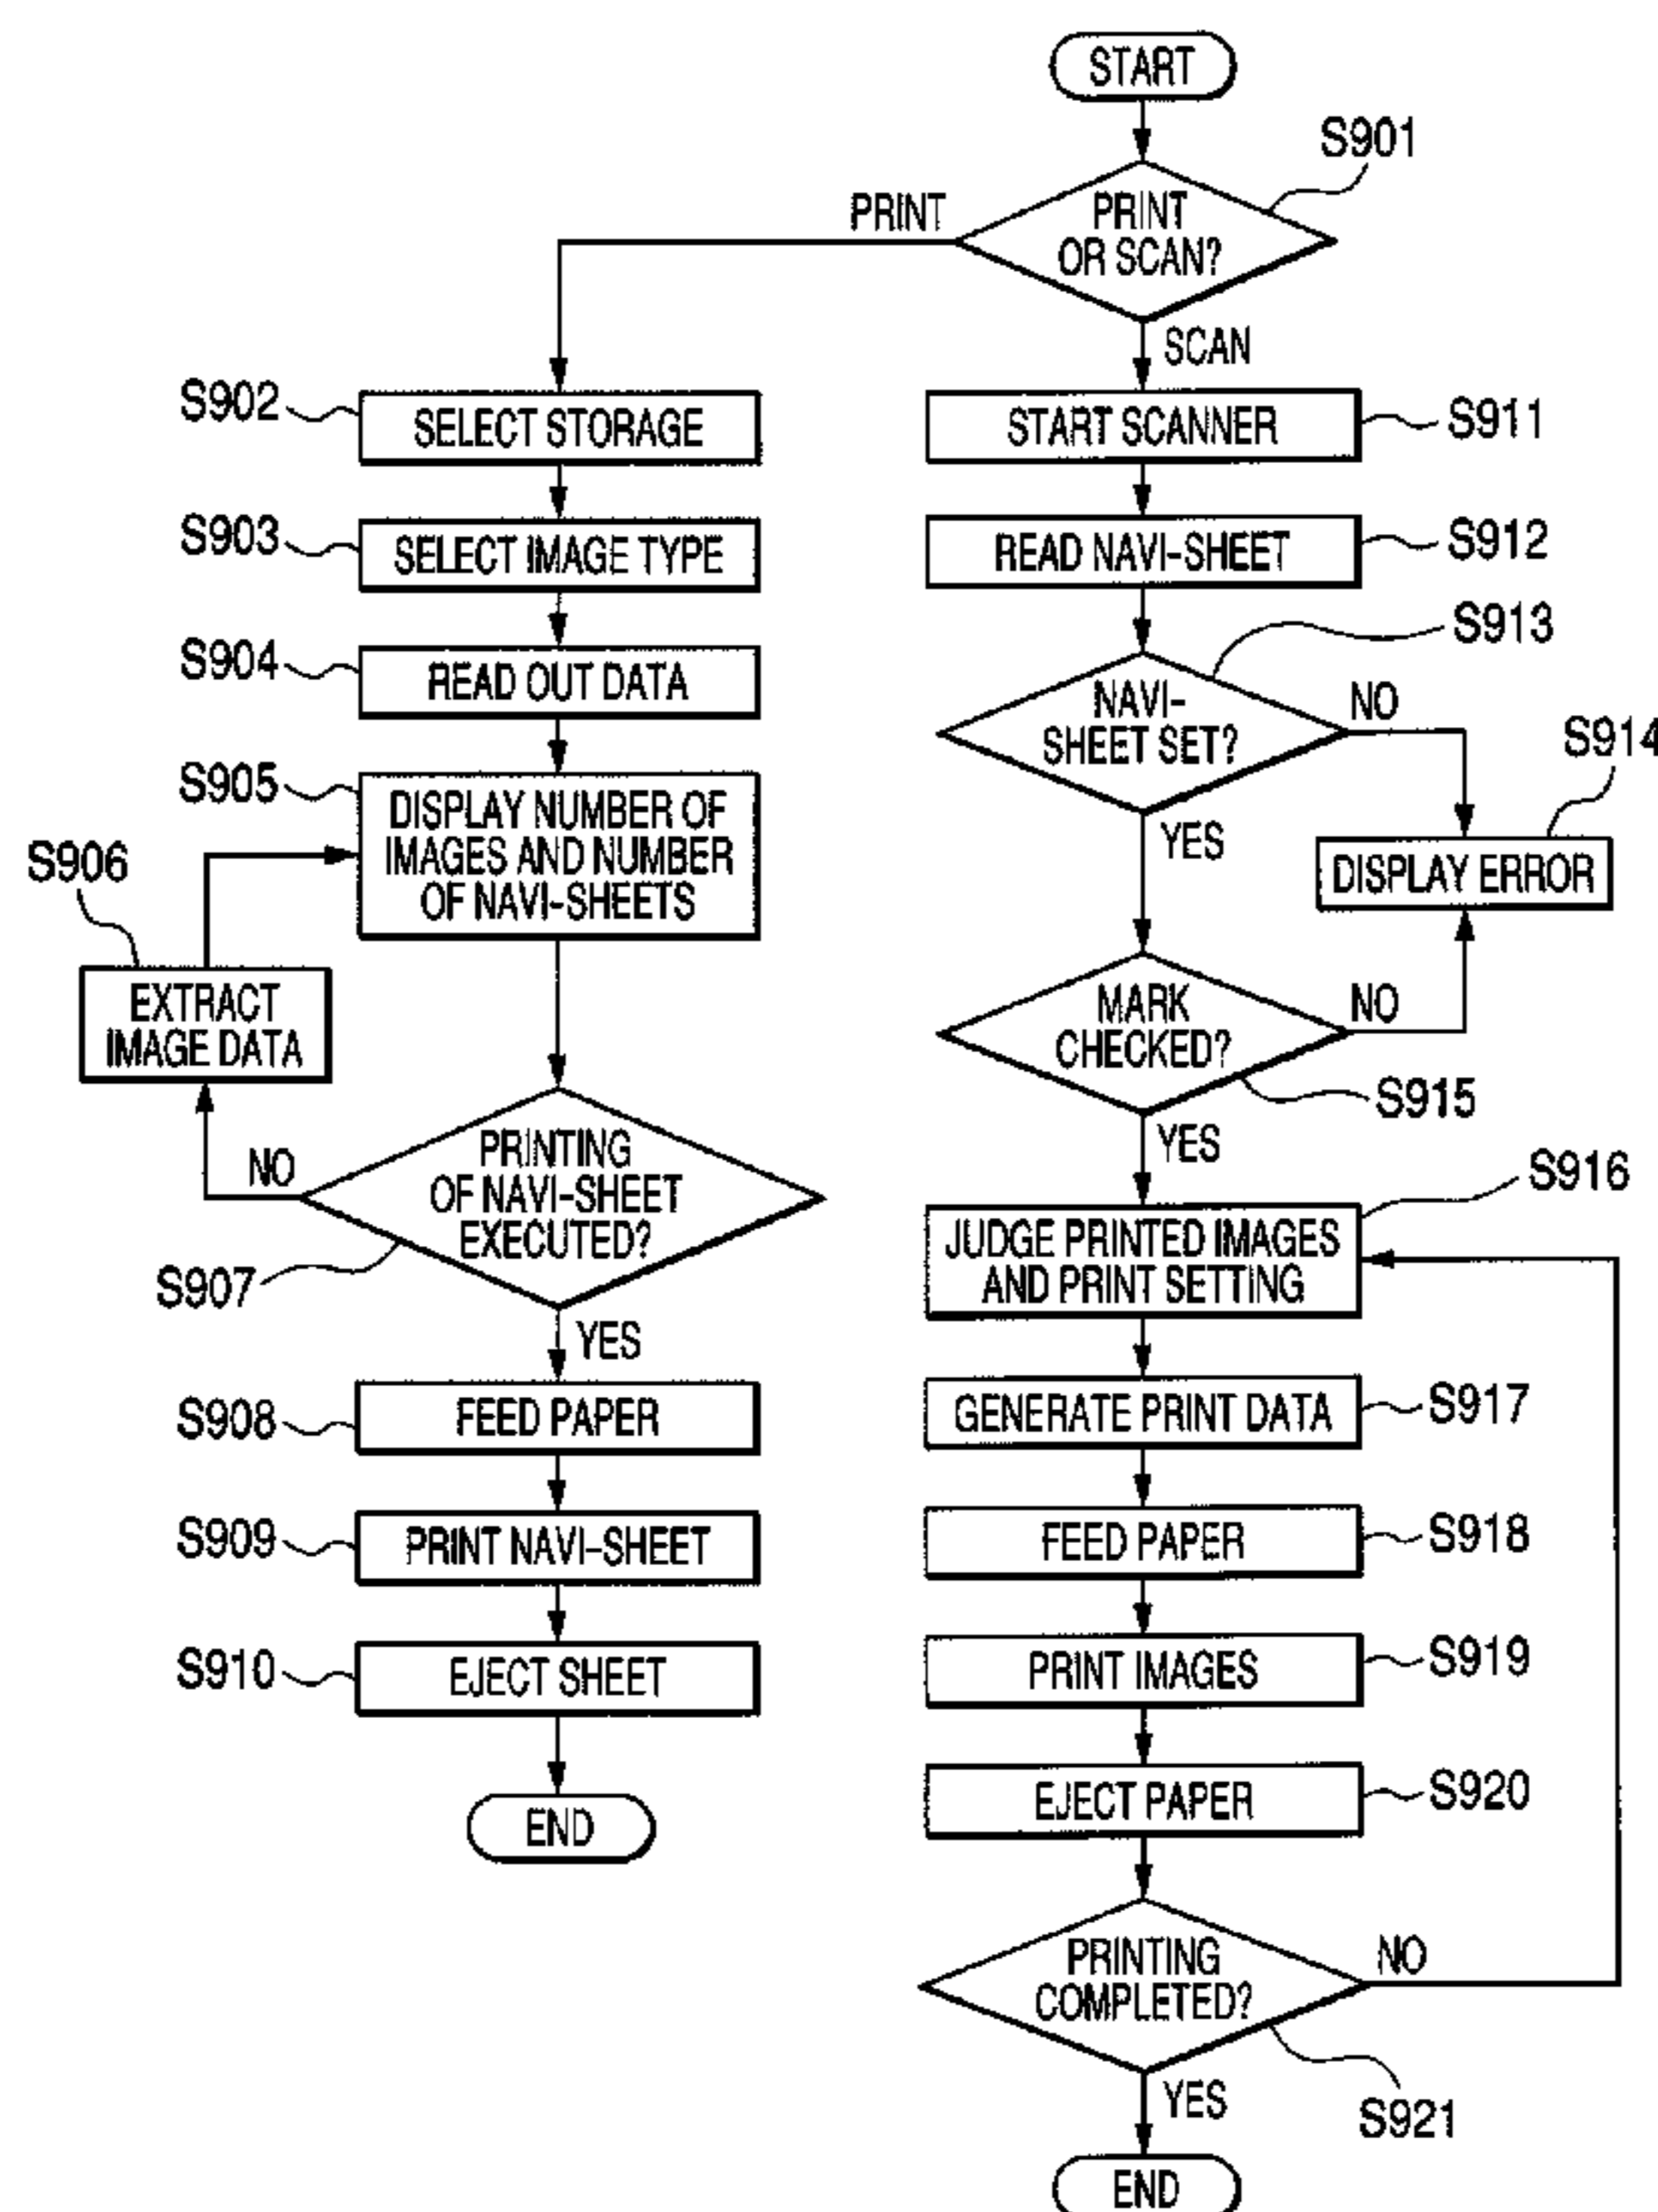 START
S901
PRINT
PRINT
OR SCAN?
SCAN
S902
SELECT STORAGE
S903
SELECT IMAGE TYPE
S904
READ OUT DATA
S905
DISPLAY NUMBER OF
IMAGES AND NUMBER
OF NAVI-SHEETS
S906
EXTRACT
IMAGE DATA
NO
PRINTING
OF NAVI-SHEET
EXECUTED?
S907
YES
S908
FEED PAPER
S909
PRINT NAVI-SHEET
S910
EJECT SHEET
END
START SCANNER
S911
READ NAVI-SHEET
S912
S913
NAVI-
SHEET SET?
NO
S914
YES
DISPLAY ERROR
MARK
CHECKED?
NO
S915
YES
S916
JUDGE PRINTED IMAGES
AND PRINT SETTING
GENERATE PRINT DATA
S917
FEED PAPER
S918
PRINT IMAGES
S919
EJECT PAPER
S920
PRINTING
COMPLETED?
NO
YES
S921
END